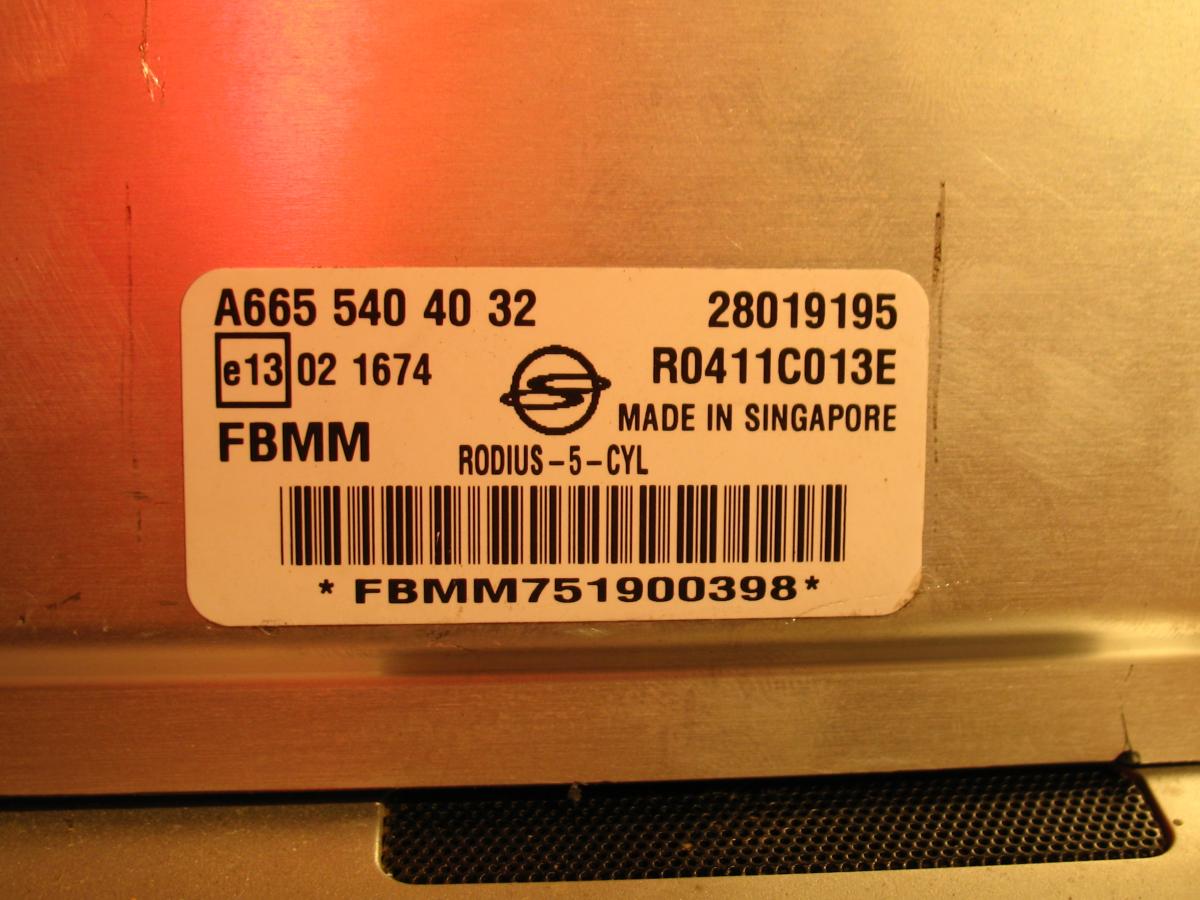 A665 540 40 32 28019195
e13 02 1674 R0411C013E
MADE IN SINGAPORE
FBMM
RODIUS-5-CYL
*FBMM751900398*